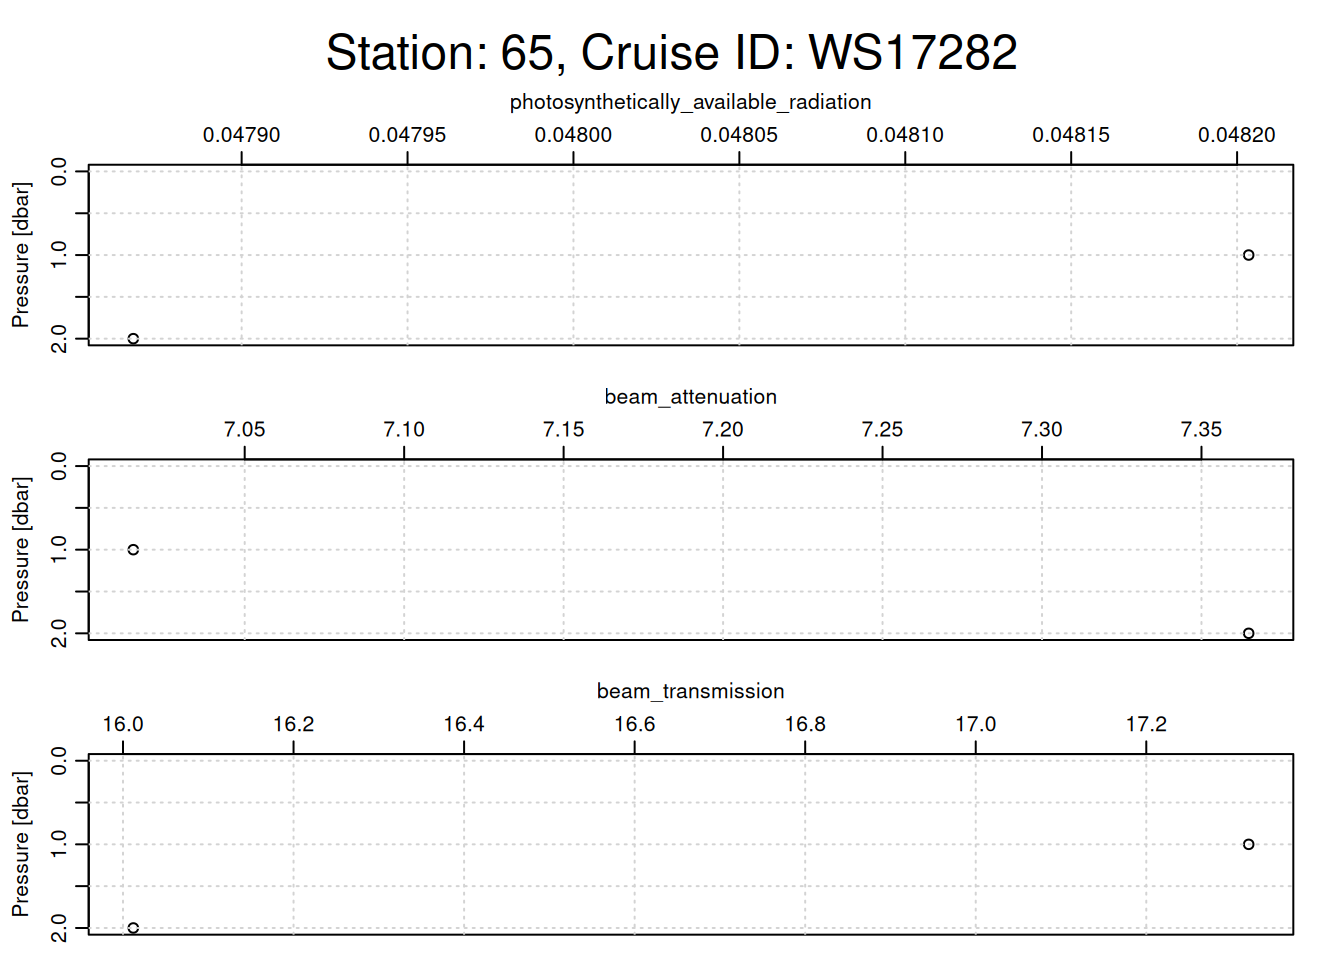 Station: 65, Cruise ID: WS17282
photosynthetically_available_radiation
0.04790 0.04795 0.04800 0.04805 0.04810 0.04815 0.04820
Pressure [dbar]
0.0 1.0 2.0
beam_attenuation
7.05 7.10 7.15 7.20 7.25 7.30 7.35
Pressure [dbar]
0.0 1.0 2.0
beam_transmission
16.0 16.2 16.4 16.6 16.8 17.0 17.2
Pressure [dbar]
0.0 1.0 2.0